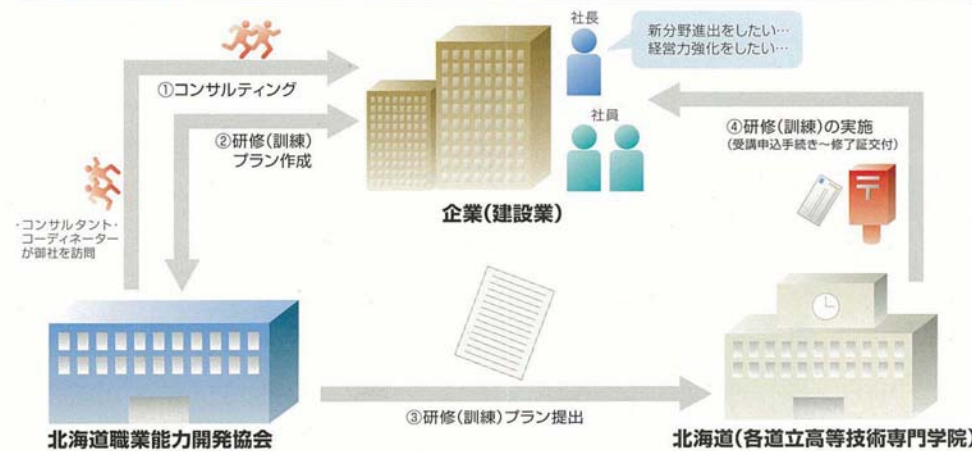 社長
新分野進出をしたい…
経営力強化をしたい…
①コンサルティング
社員
②研修(訓練)
プラン作成
④研修(訓練)の実施
(受講申込手続き～修了証交付)
〒
企業(建設業)
・コンサルタント・
コーディネーター
が御社を訪問
③研修(訓練)プラン提出
北海道職業能力開発協会
北海道(各道立高等技術専門学院)